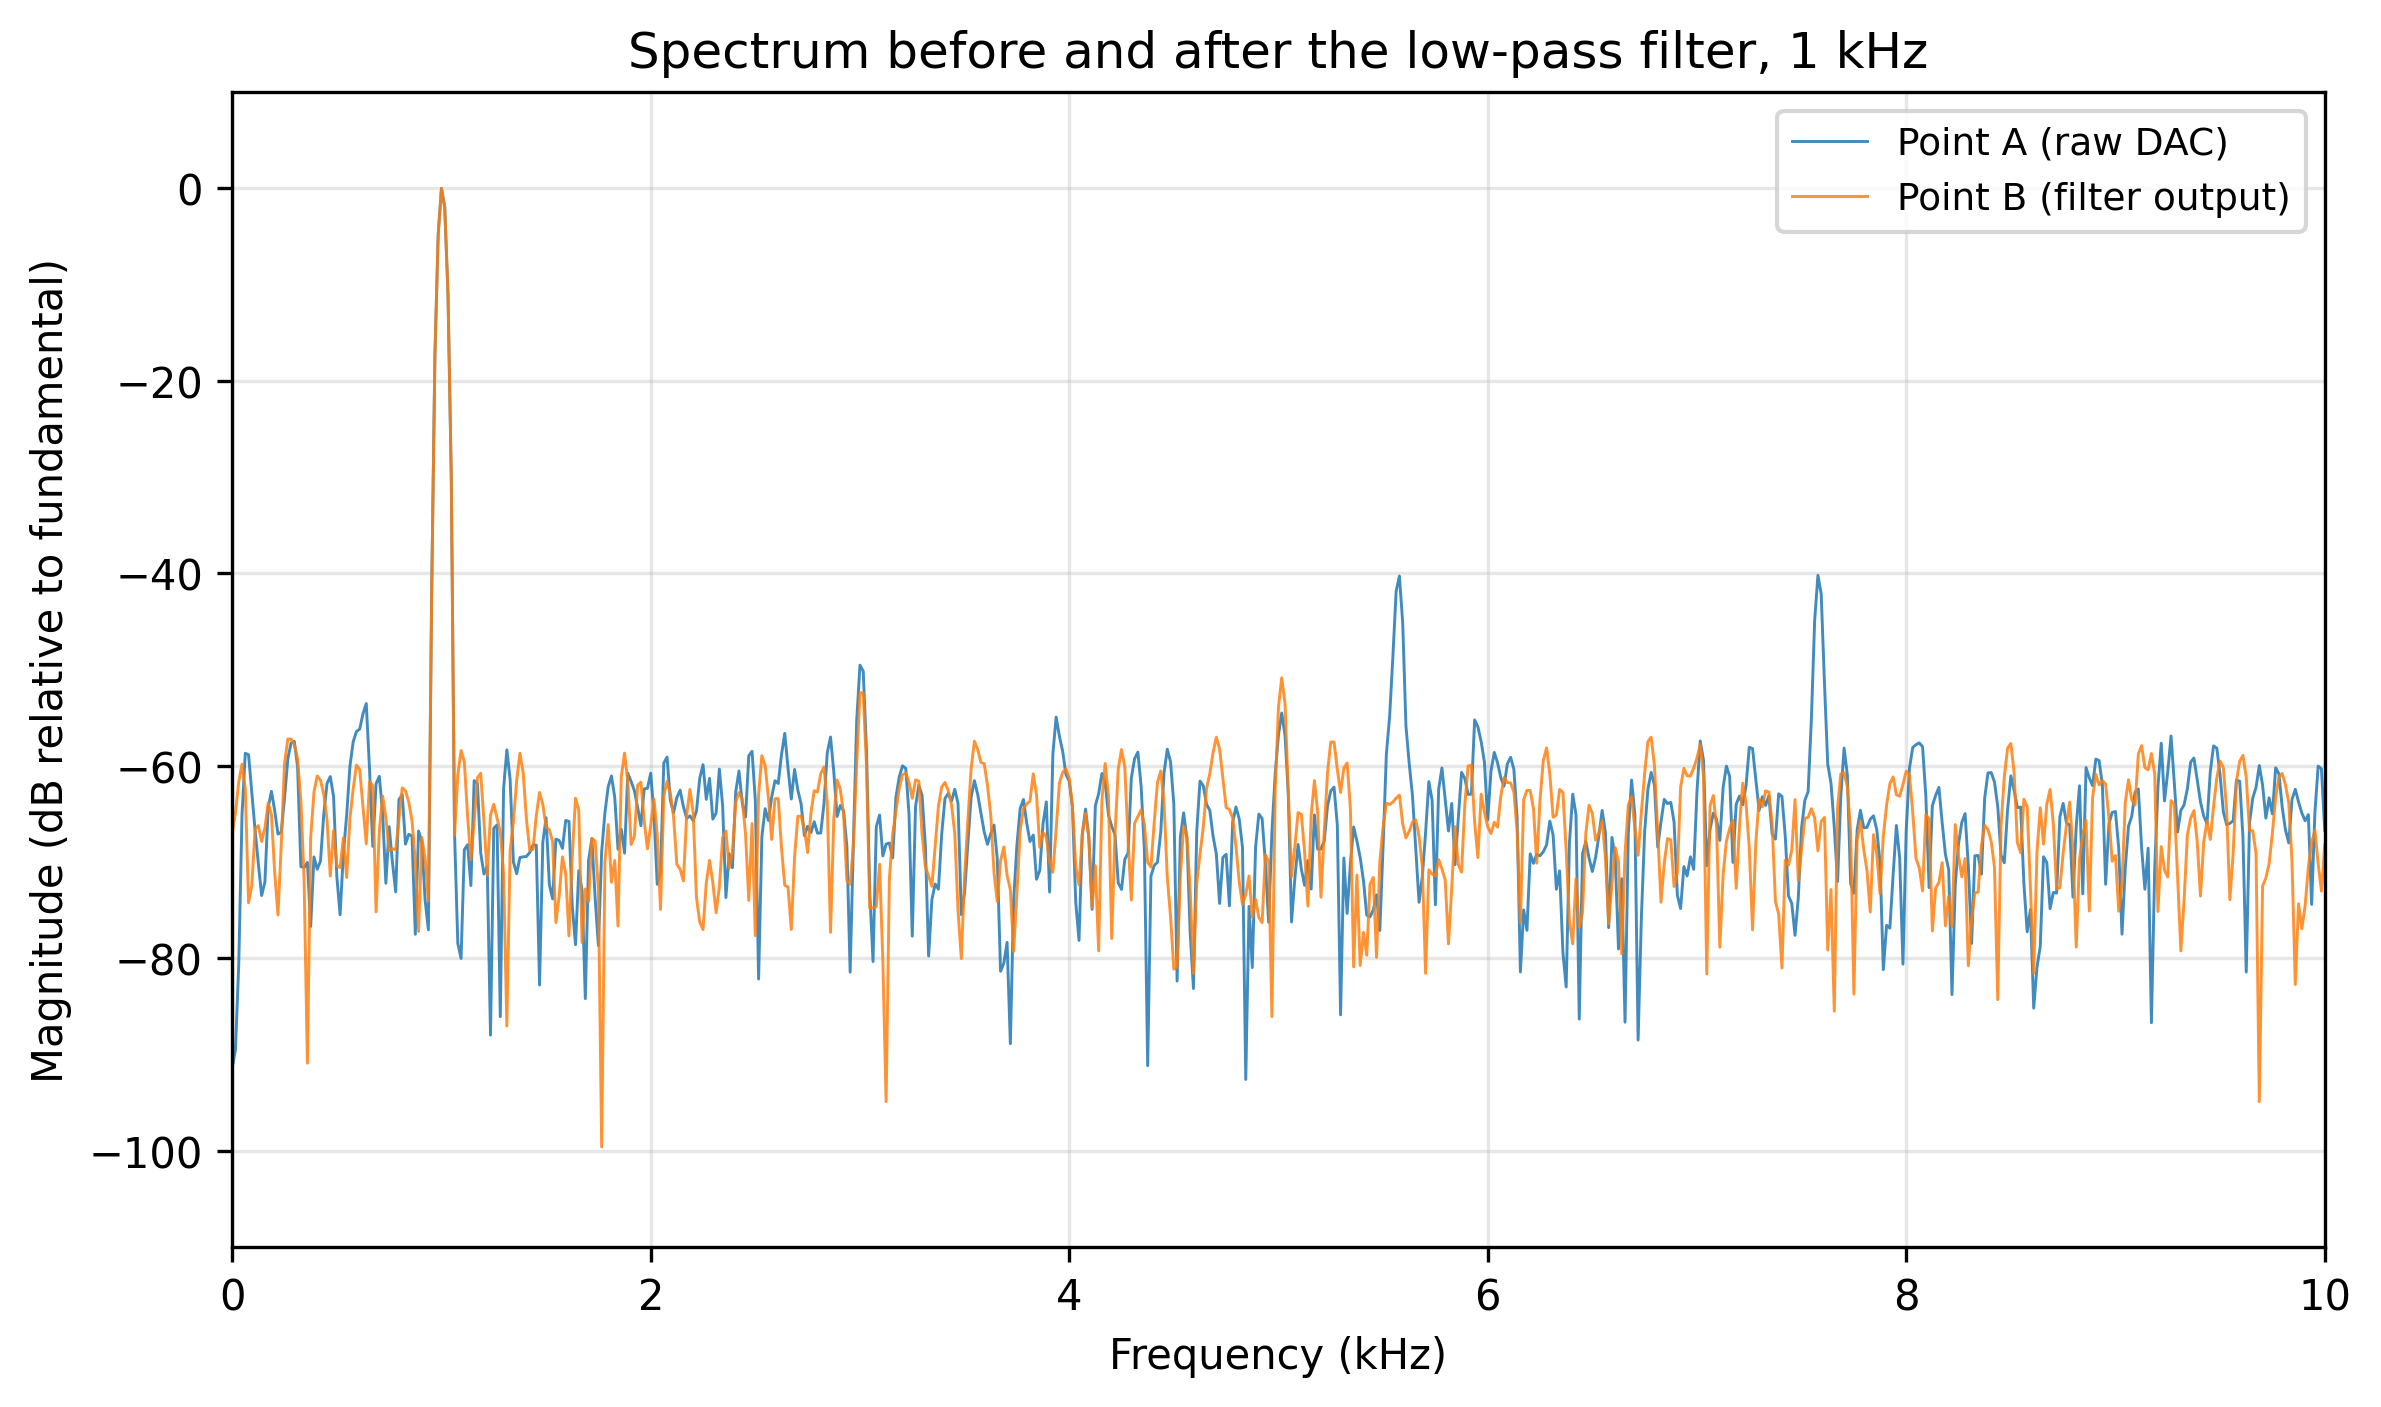 Spectrum before and after the low-pass filter, 1 kHz
Point A (raw DAC)
Point B (filter output)
Magnitude (dB relative to fundamental)
0
−20
−40
−60
−80
−100
0 2 4 6 8 10
Frequency (kHz)